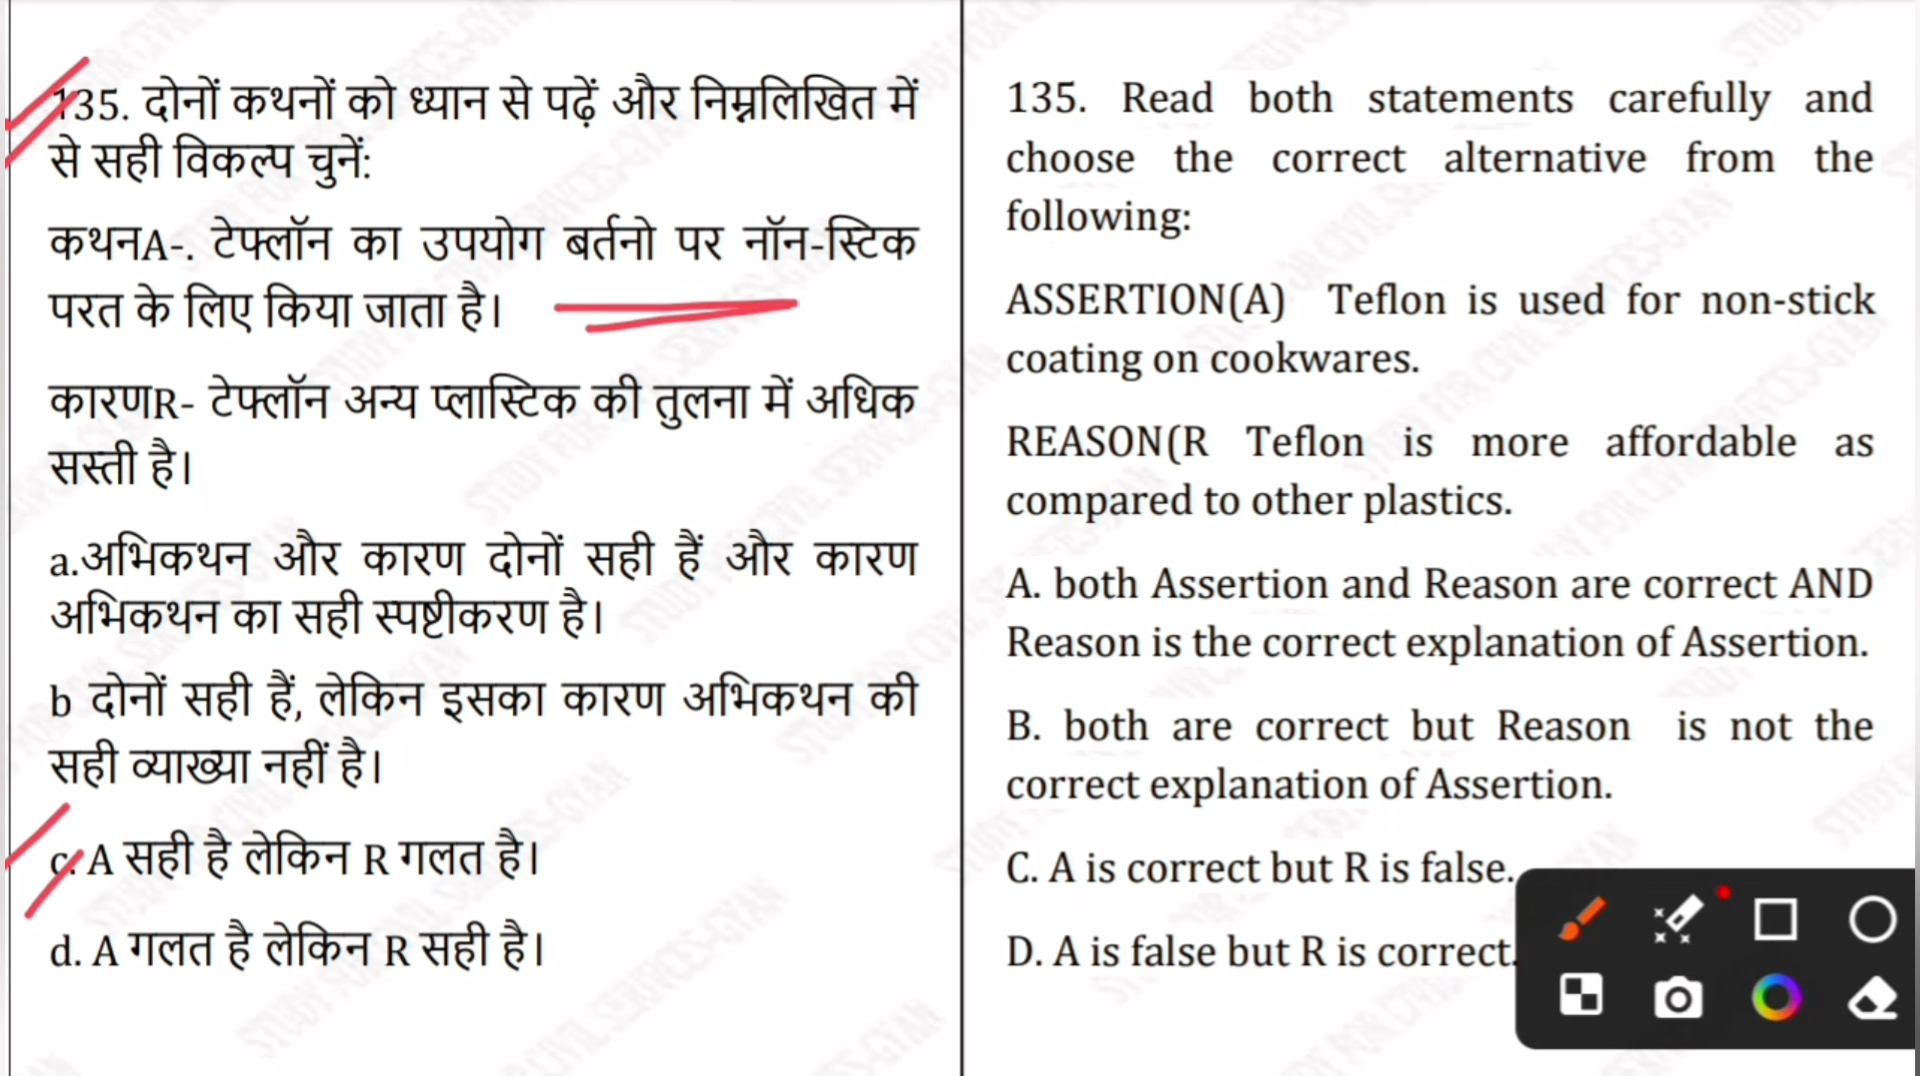 135. दोनों कथनों को ध्यान से पढ़ें और निम्नलिखित में
से सही विकल्प चुनें:
कथनA-. टेफ्लॉन का उपयोग बर्तनो पर नॉन-स्टिक
परत के लिए किया जाता है।
कारणR- टेफ्लॉन अन्य प्लास्टिक की तुलना में अधिक
सस्ती है।
a.अभिकथन और कारण दोनों सही हैं और कारण
अभिकथन का सही स्पष्टीकरण है।
b दोनों सही हैं, लेकिन इसका कारण अभिकथन की
सही व्याख्या नहीं है।
c. A सही है लेकिन R गलत है।
d. A गलत है लेकिन R सही है।
135. Read both statements carefully and
choose the correct alternative from the
following:
ASSERTION(A) Teflon is used for non-stick
coating on cookwares.
REASON(R Teflon is more affordable as
compared to other plastics.
A. both Assertion and Reason are correct AND
Reason is the correct explanation of Assertion.
B. both are correct but Reason is not the
correct explanation of Assertion.
C. A is correct but R is false.
D. A is false but R is correct.